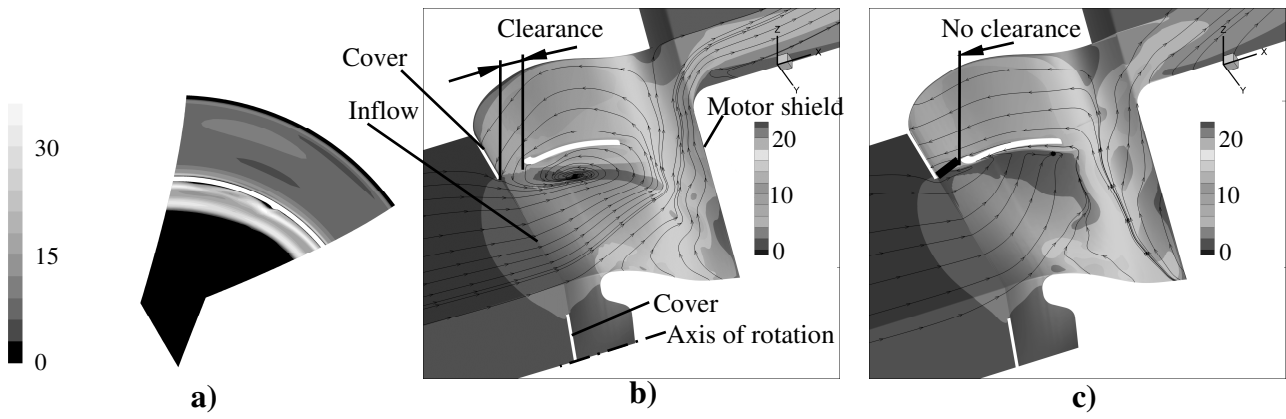 30
15
0
a)
Clearance
Cover
Inflow
Motor shield
Z
X
Y
20
10
0
Cover
Axis of rotation
b)
No clearance
Z
X
Y
20
10
0
c)